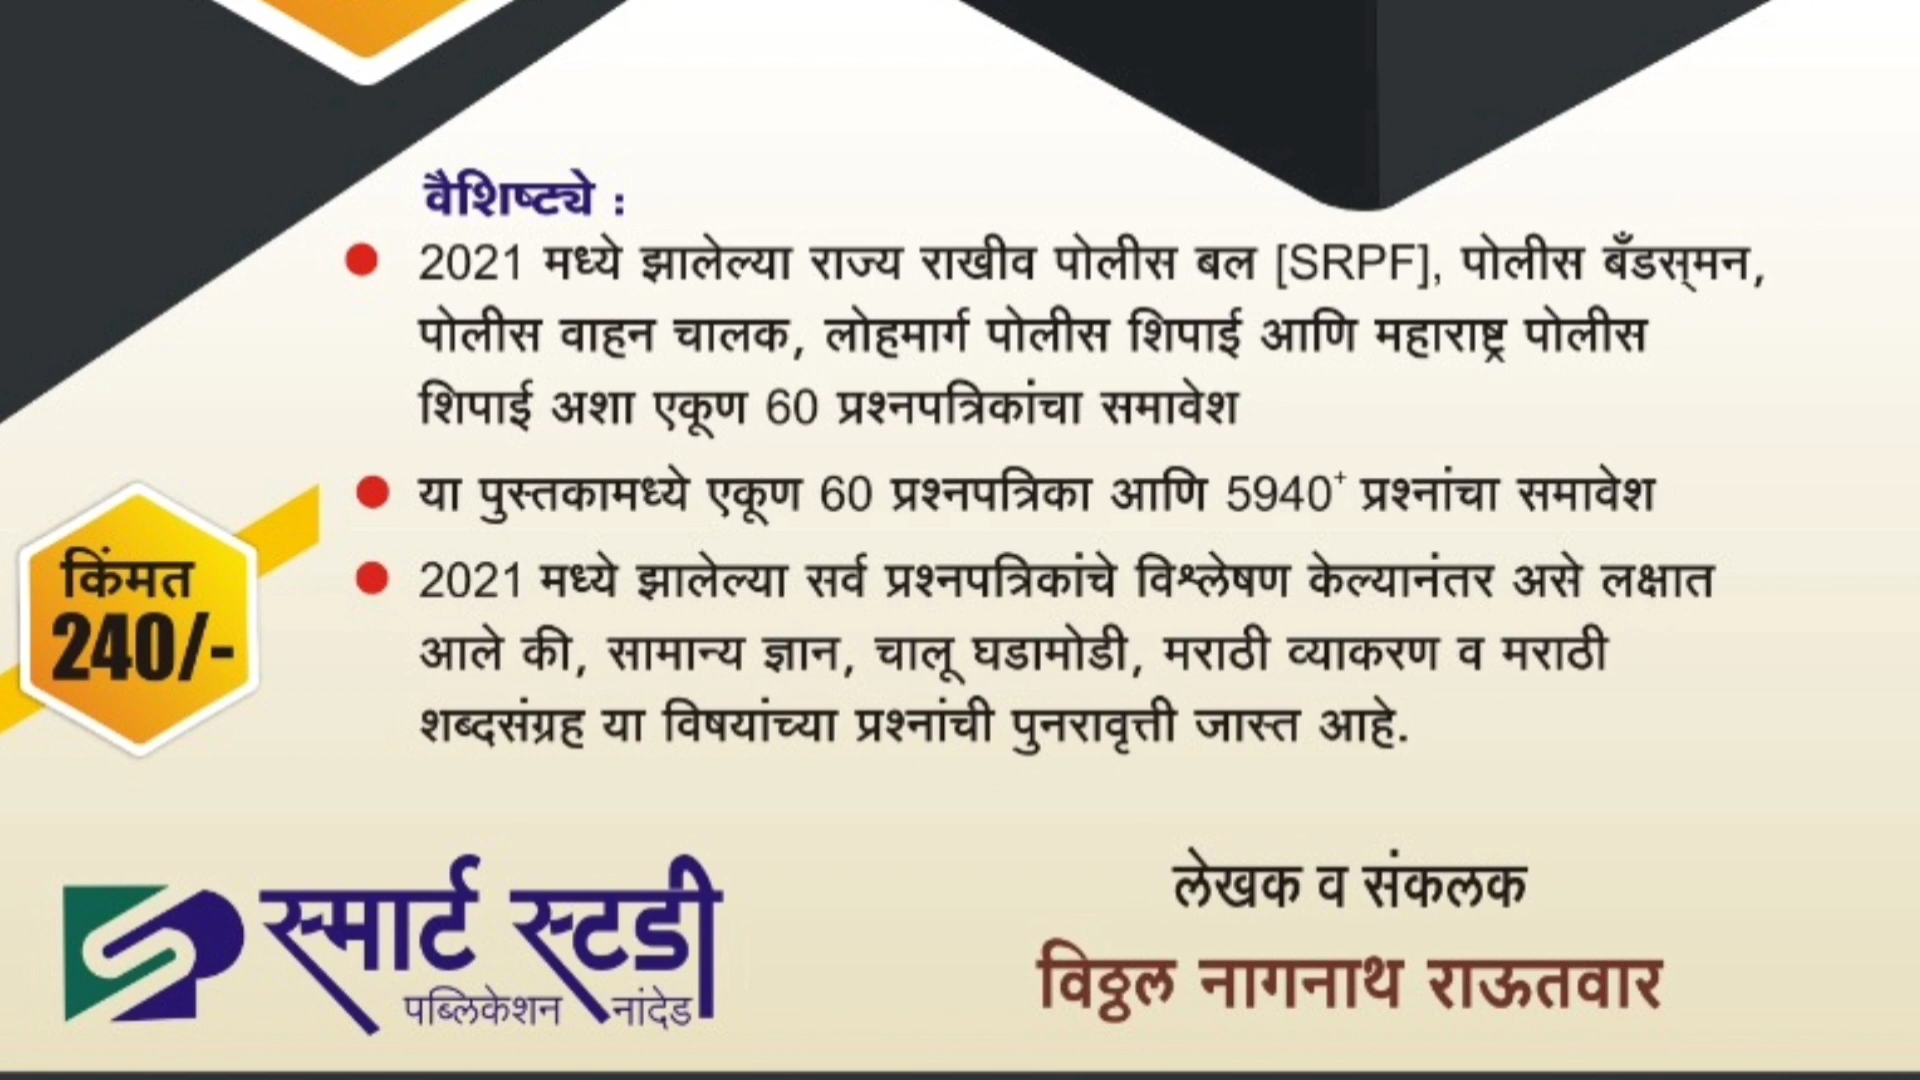 वैशिष्ट्ये :
2021 मध्ये झालेल्या राज्य राखीव पोलीस बल [SRPF], पोलीस बँडस्‌मन,
पोलीस वाहन चालक, लोहमार्ग पोलीस शिपाई आणि महाराष्ट्र पोलीस
शिपाई अशा एकूण 60 प्रश्नपत्रिकांचा समावेश
या पुस्तकामध्ये एकूण 60 प्रश्नपत्रिका आणि 5940⁺ प्रश्नांचा समावेश
2021 मध्ये झालेल्या सर्व प्रश्नपत्रिकांचे विश्लेषण केल्यानंतर असे लक्षात
आले की, सामान्य ज्ञान, चालू घडामोडी, मराठी व्याकरण व मराठी
शब्दसंग्रह या विषयांच्या प्रश्नांची पुनरावृत्ती जास्त आहे.
किंमत
240/-
स्मार्ट स्टडी
पब्लिकेशन नांदेड
लेखक व संकलक
विठ्ठल नागनाथ राऊतवार